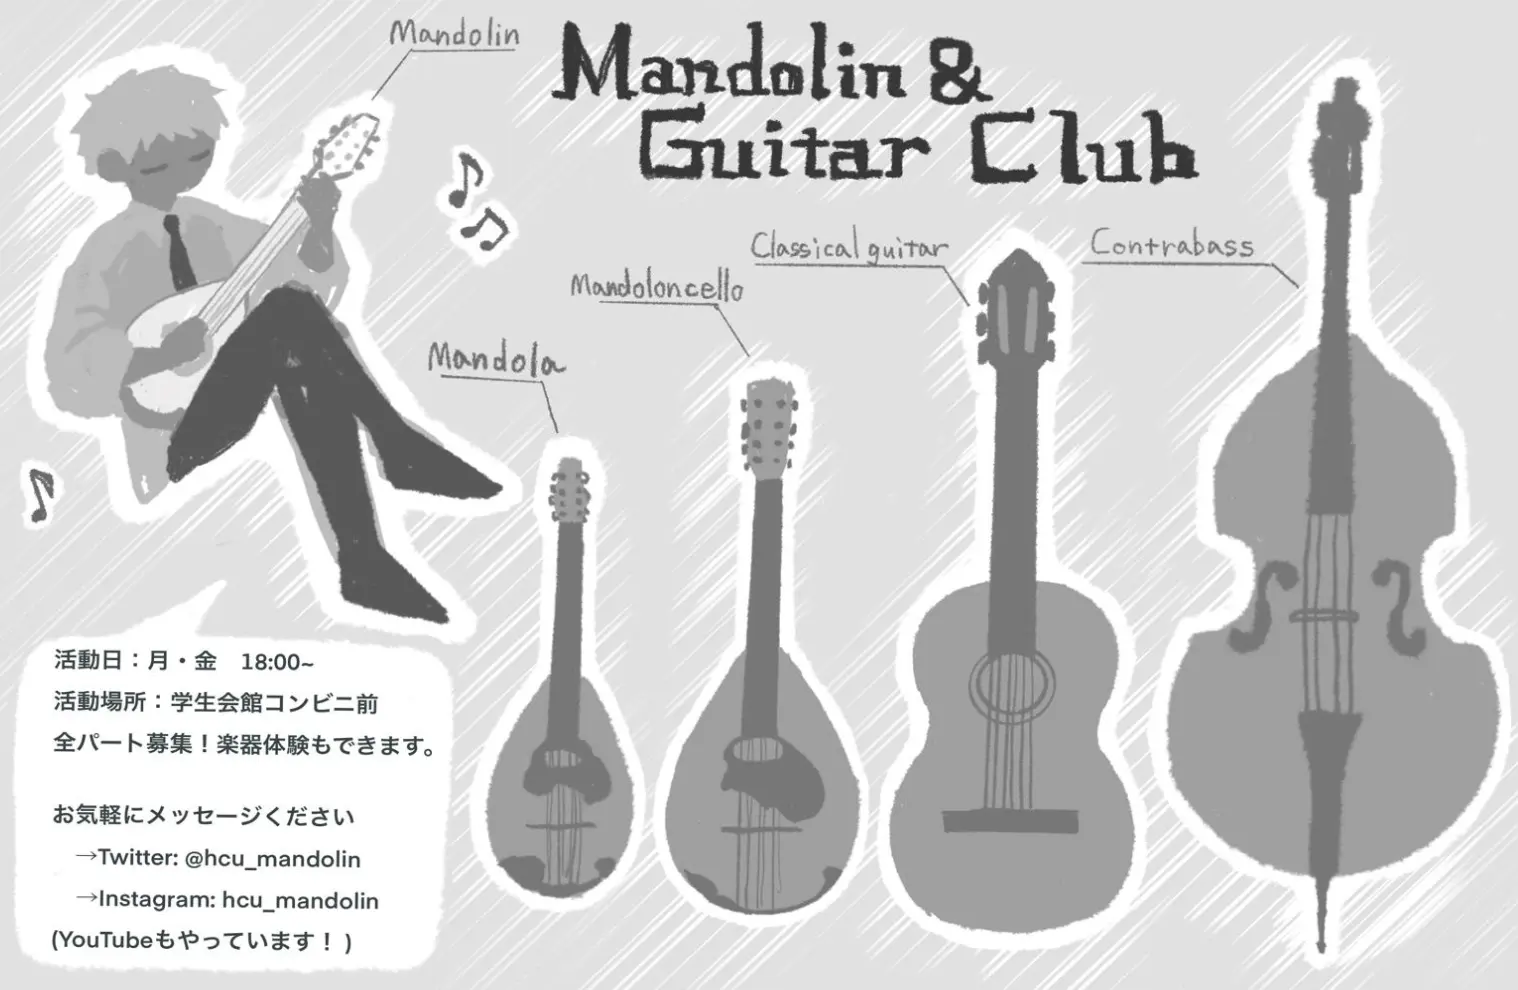 Mandolin
Mandolin &
Guitar Club
Classical guitar
Contrabass
Mandoloncello
Mandola
活動日：月・金　18:00~
活動場所：学生会館コンビニ前
全パート募集！楽器体験もできます。
お気軽にメッセージください
→Twitter: @hcu_mandolin
→Instagram: hcu_mandolin
(YouTubeもやっています！)